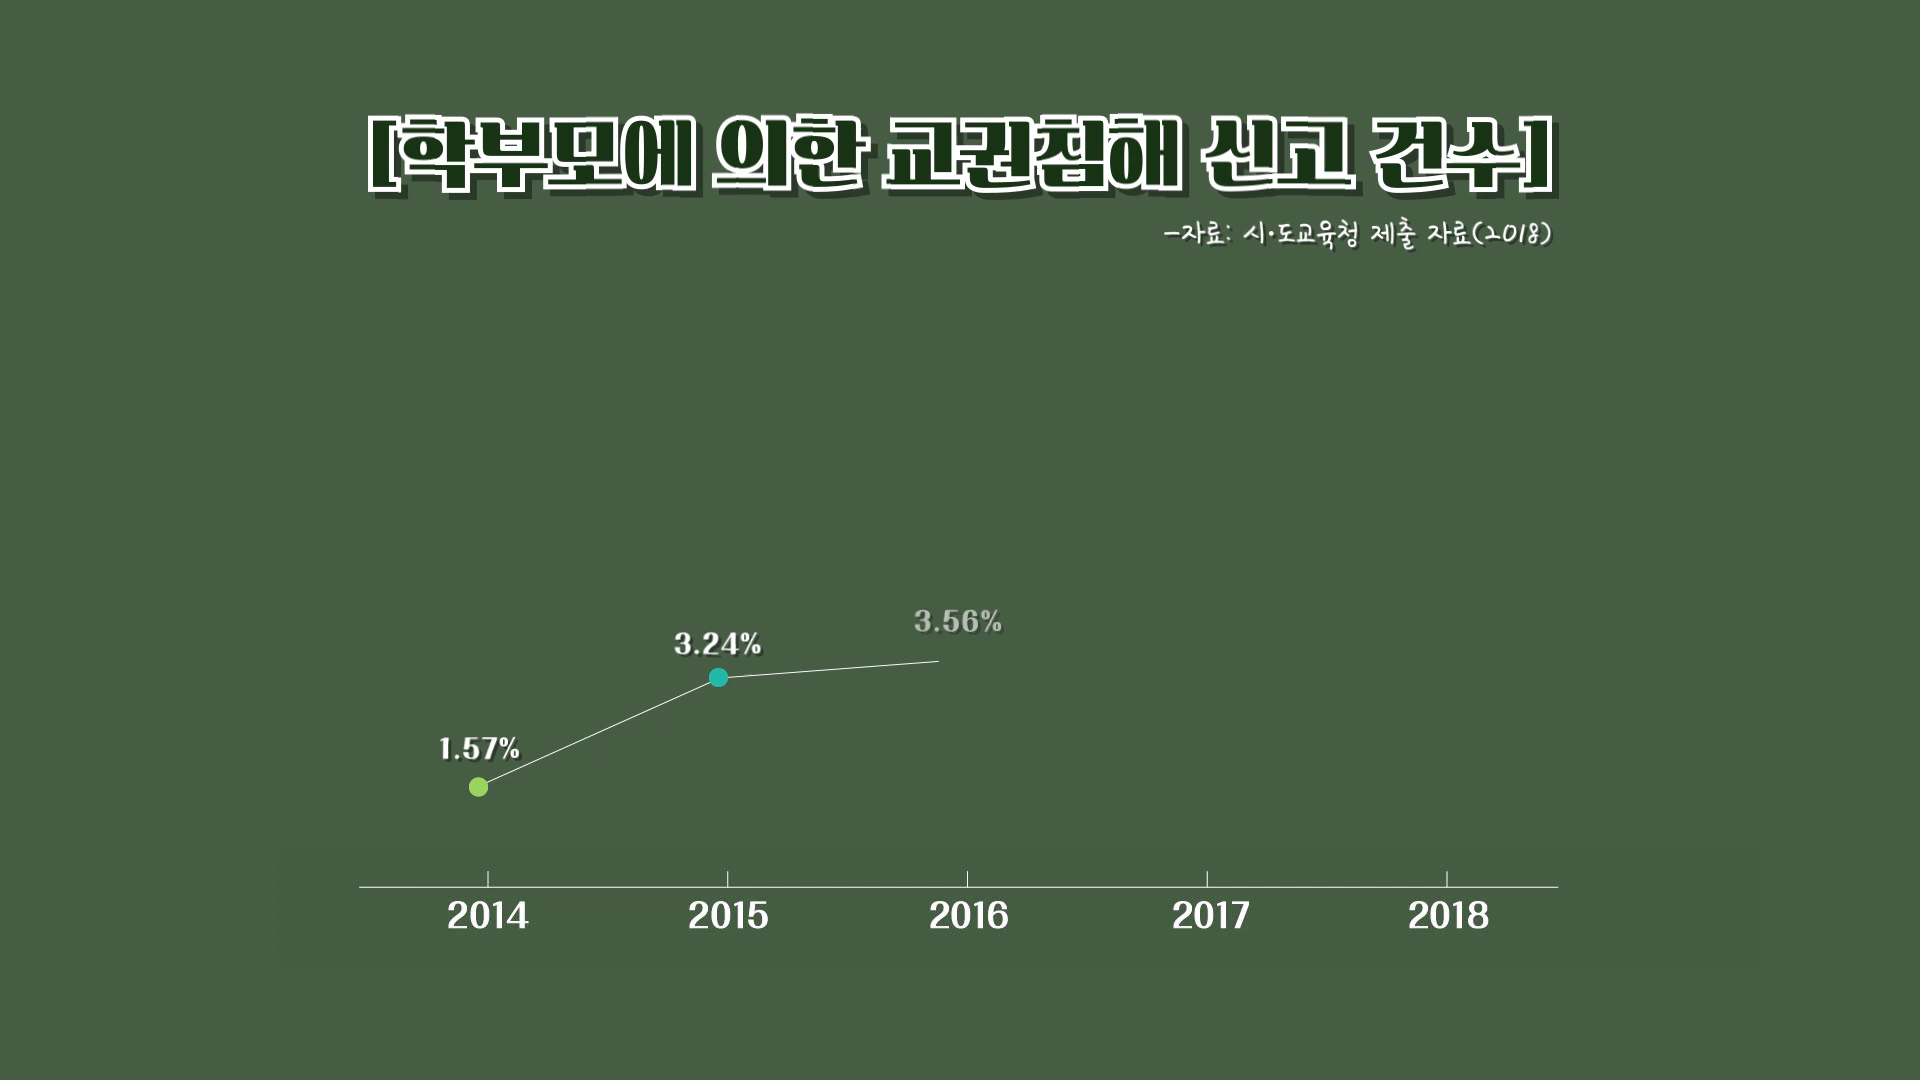 [학부모에 의한 교권침해 신고 건수]
-자료: 시·도교육청 제출 자료(2018)
3.56%
3.24%
1.57%
2014 2015 2016 2017 2018